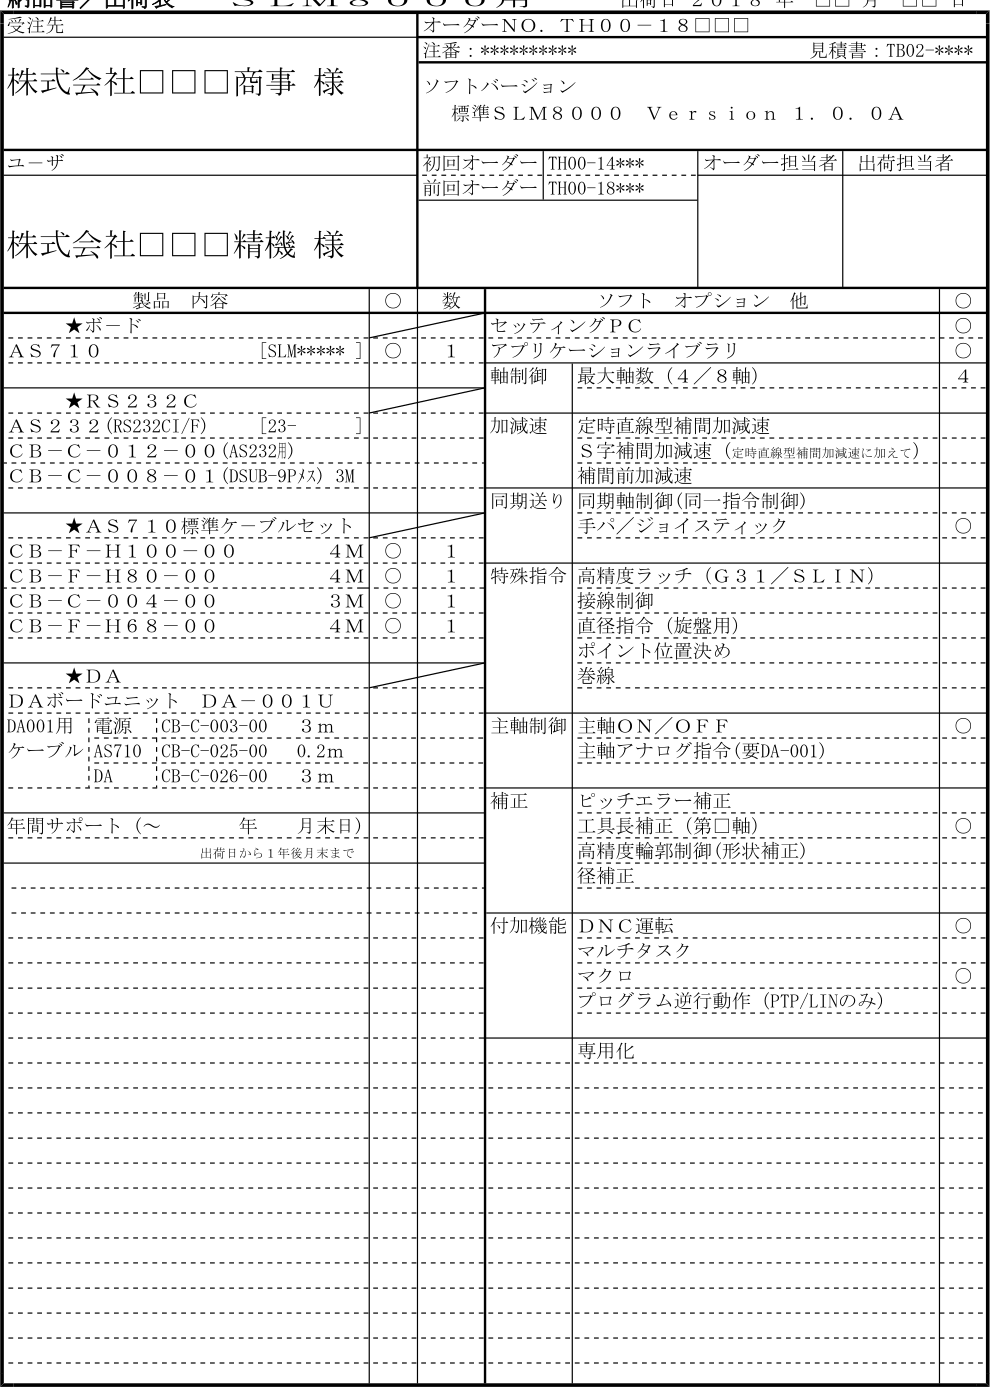 納品書／出荷表　ＳＬＭ８０００用　出荷日 ２０１８ 年 □□ 月 □□ 日
受注先
株式会社□□□商事 様
オーダーNO. TH00－18□□□
注番：**********　見積書：TB02-****
ソフトバージョン
標準ＳＬＭ８０００　Ｖｅｒｓｉｏｎ １．０．０Ａ
ユーザ
株式会社□□□精機 様
初回オーダー TH00-14***
前回オーダー TH00-18***
オーダー担当者　出荷担当者
製品　内容　○　数
★ボード
ＡＳ７１０　[SLM***** ]　○　１
★ＲＳ２３２Ｃ
ＡＳ２３２(RS232CI/F)　[23-　　]
ＣＢ－Ｃ－０１２－００(AS232用)
ＣＢ－Ｃ－００８－０１(DSUB-9Pﾒｽ) 3M
★ＡＳ７１０標準ケーブルセット
ＣＢ－Ｆ－Ｈ１００－００　４Ｍ　○　１
ＣＢ－Ｆ－Ｈ８０－００　４Ｍ　○　１
ＣＢ－Ｃ－００４－００　３Ｍ　○　１
ＣＢ－Ｆ－Ｈ６８－００　４Ｍ　○　１
★ＤＡ
ＤＡボードユニット　ＤＡ－００１Ｕ
DA001用　電源　CB-C-003-00　３ｍ
ケーブル　AS710　CB-C-025-00　0.2ｍ
DA　CB-C-026-00　３ｍ
年間サポート（～　　年　　月末日）
出荷日から１年後月末まで
ソフト　オプション　他　○
セッティングＰＣ　○
アプリケーションライブラリ　○
軸制御　最大軸数（４／８軸）　４
加減速　定時直線型補間加減速
Ｓ字補間加減速（定時直線型補間加減速に加えて）
補間前加減速
同期送り　同期軸制御(同一指令制御)
手パ／ジョイスティック　○
特殊指令　高精度ラッチ（Ｇ３１／ＳＬＩＮ）
接線制御
直径指令（旋盤用）
ポイント位置決め
巻線
主軸制御　主軸ＯＮ／ＯＦＦ　○
主軸アナログ指令(要DA-001)
補正　ピッチエラー補正
工具長補正（第□軸）　○
高精度輪郭制御(形状補正)
径補正
付加機能　ＤＮＣ運転　○
マルチタスク
マクロ　○
プログラム逆行動作（PTP/LINのみ）
専用化